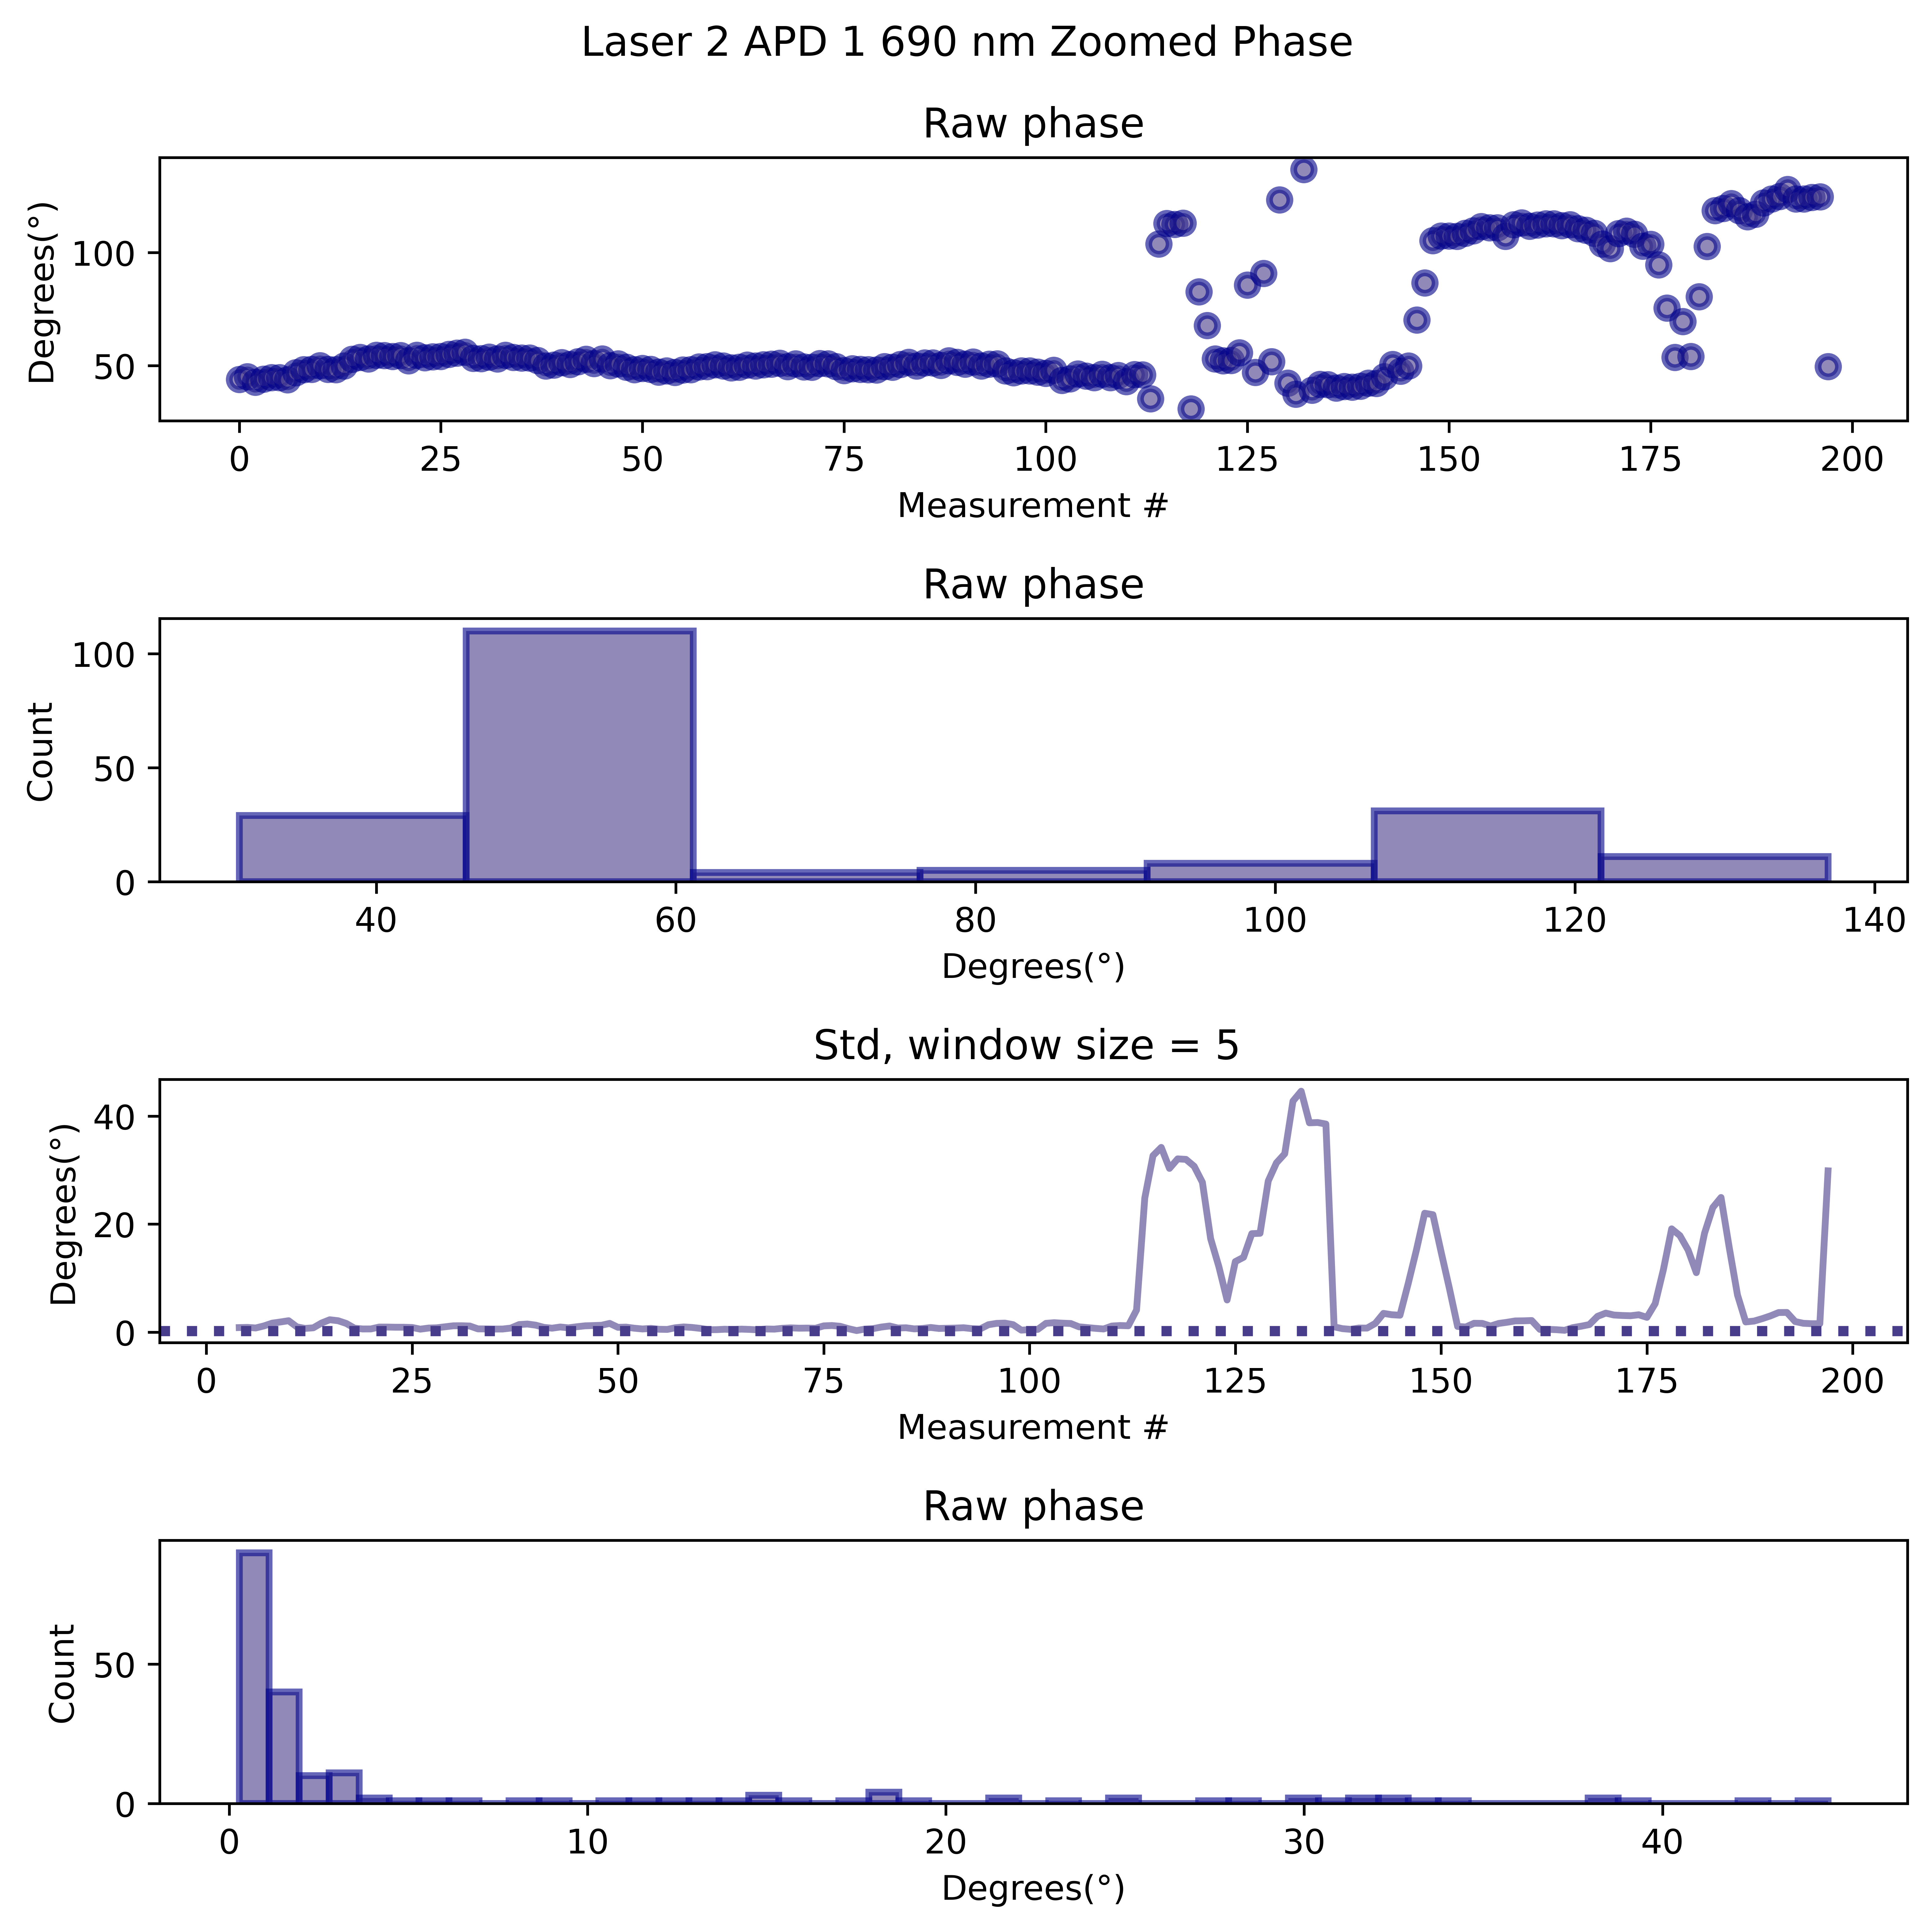 Laser 2 APD 1 690 nm Zoomed Phase
Raw phase
Degrees(°)
100
50
0 25 50 75 100 125 150 175 200
Measurement #
Raw phase
Count
100
50
0
40 60 80 100 120 140
Degrees(°)
Std, window size = 5
Degrees(°)
40
20
0
0 25 50 75 100 125 150 175 200
Measurement #
Raw phase
Count
50
0
0 10 20 30 40
Degrees(°)